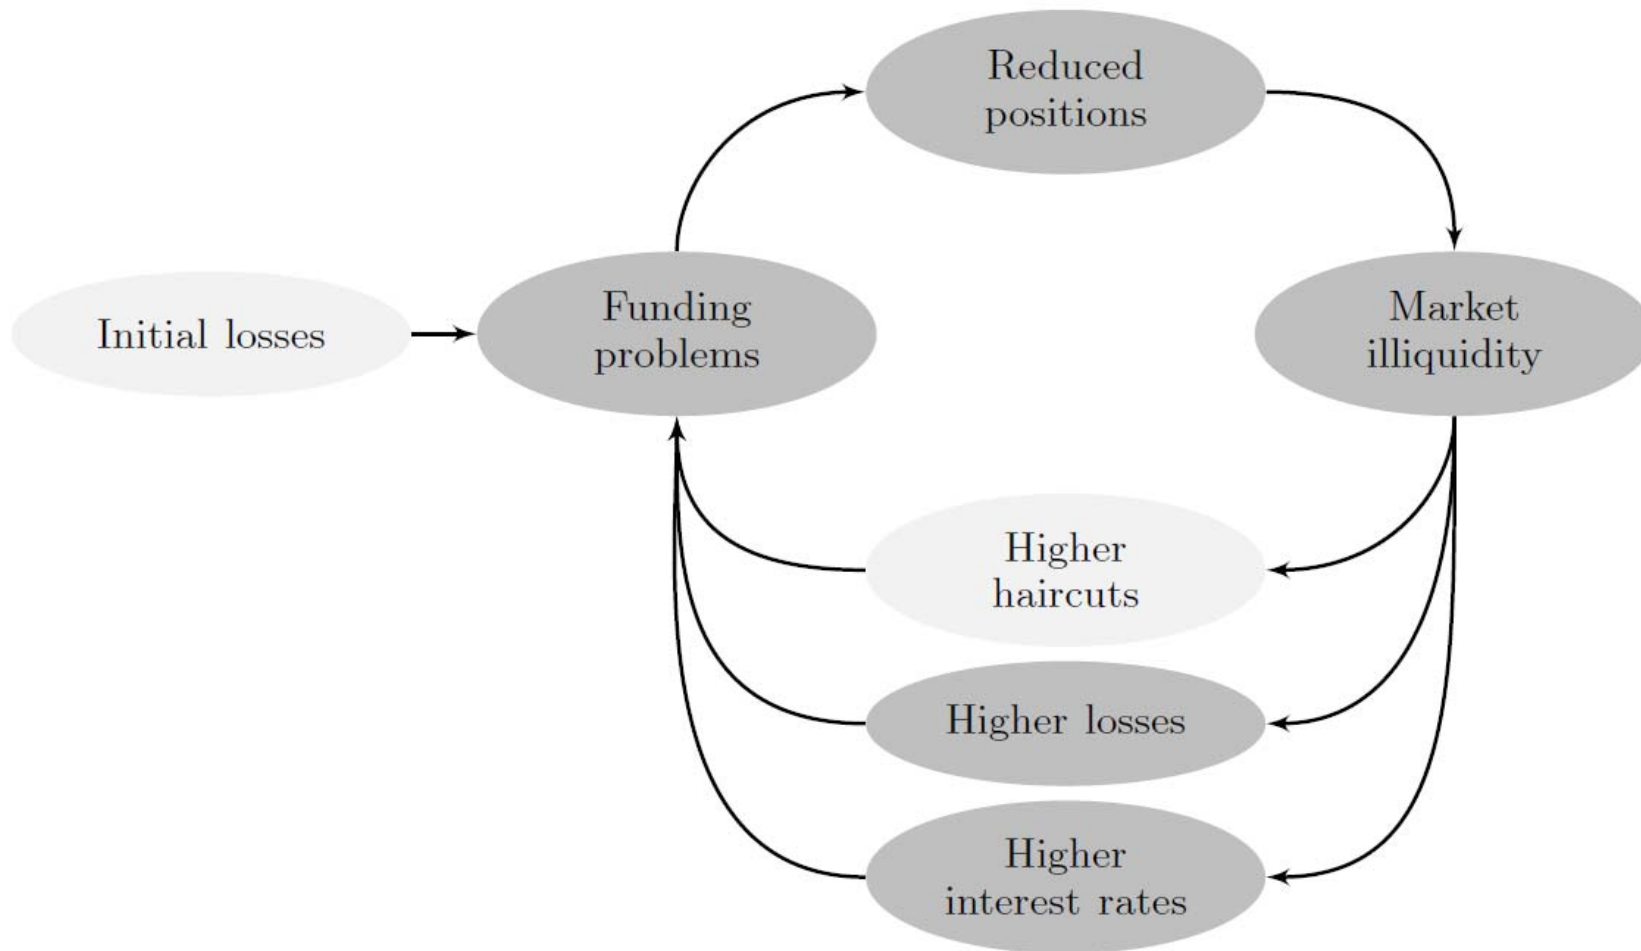 Reduced
positions
Initial losses
Funding
problems
Market
illiquidity
Higher
haircuts
Higher losses
Higher
interest rates